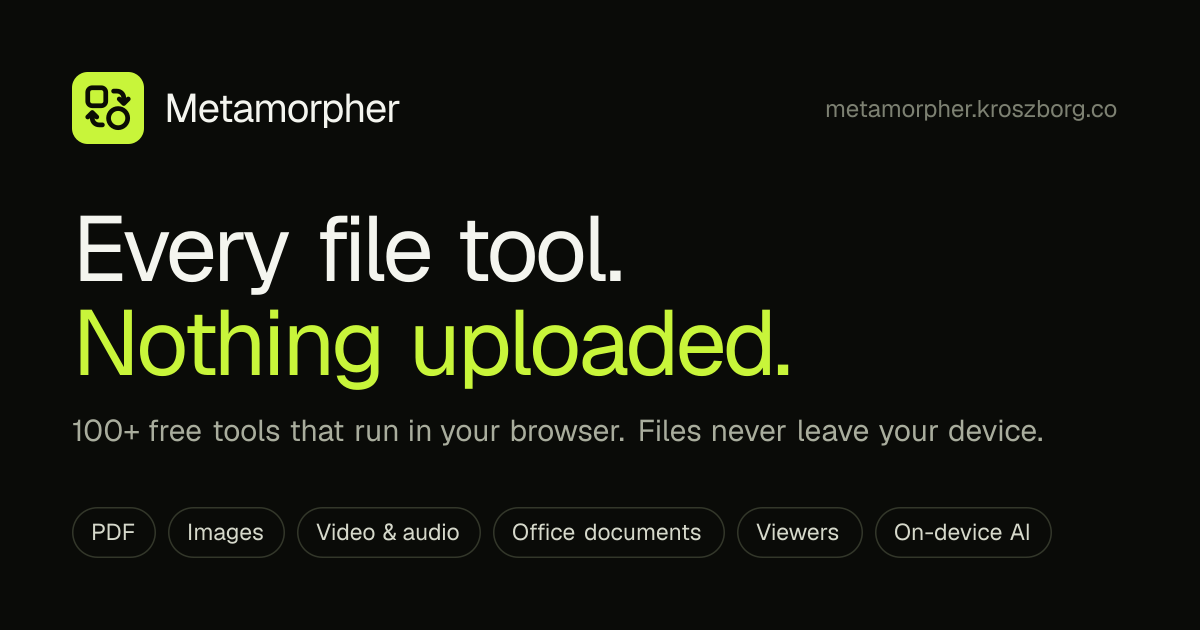 Metamorpher
metamorpher.kroszborg.co
Every file tool.
Nothing uploaded.
100+ free tools that run in your browser. Files never leave your device.
PDF
Images
Video & audio
Office documents
Viewers
On-device AI